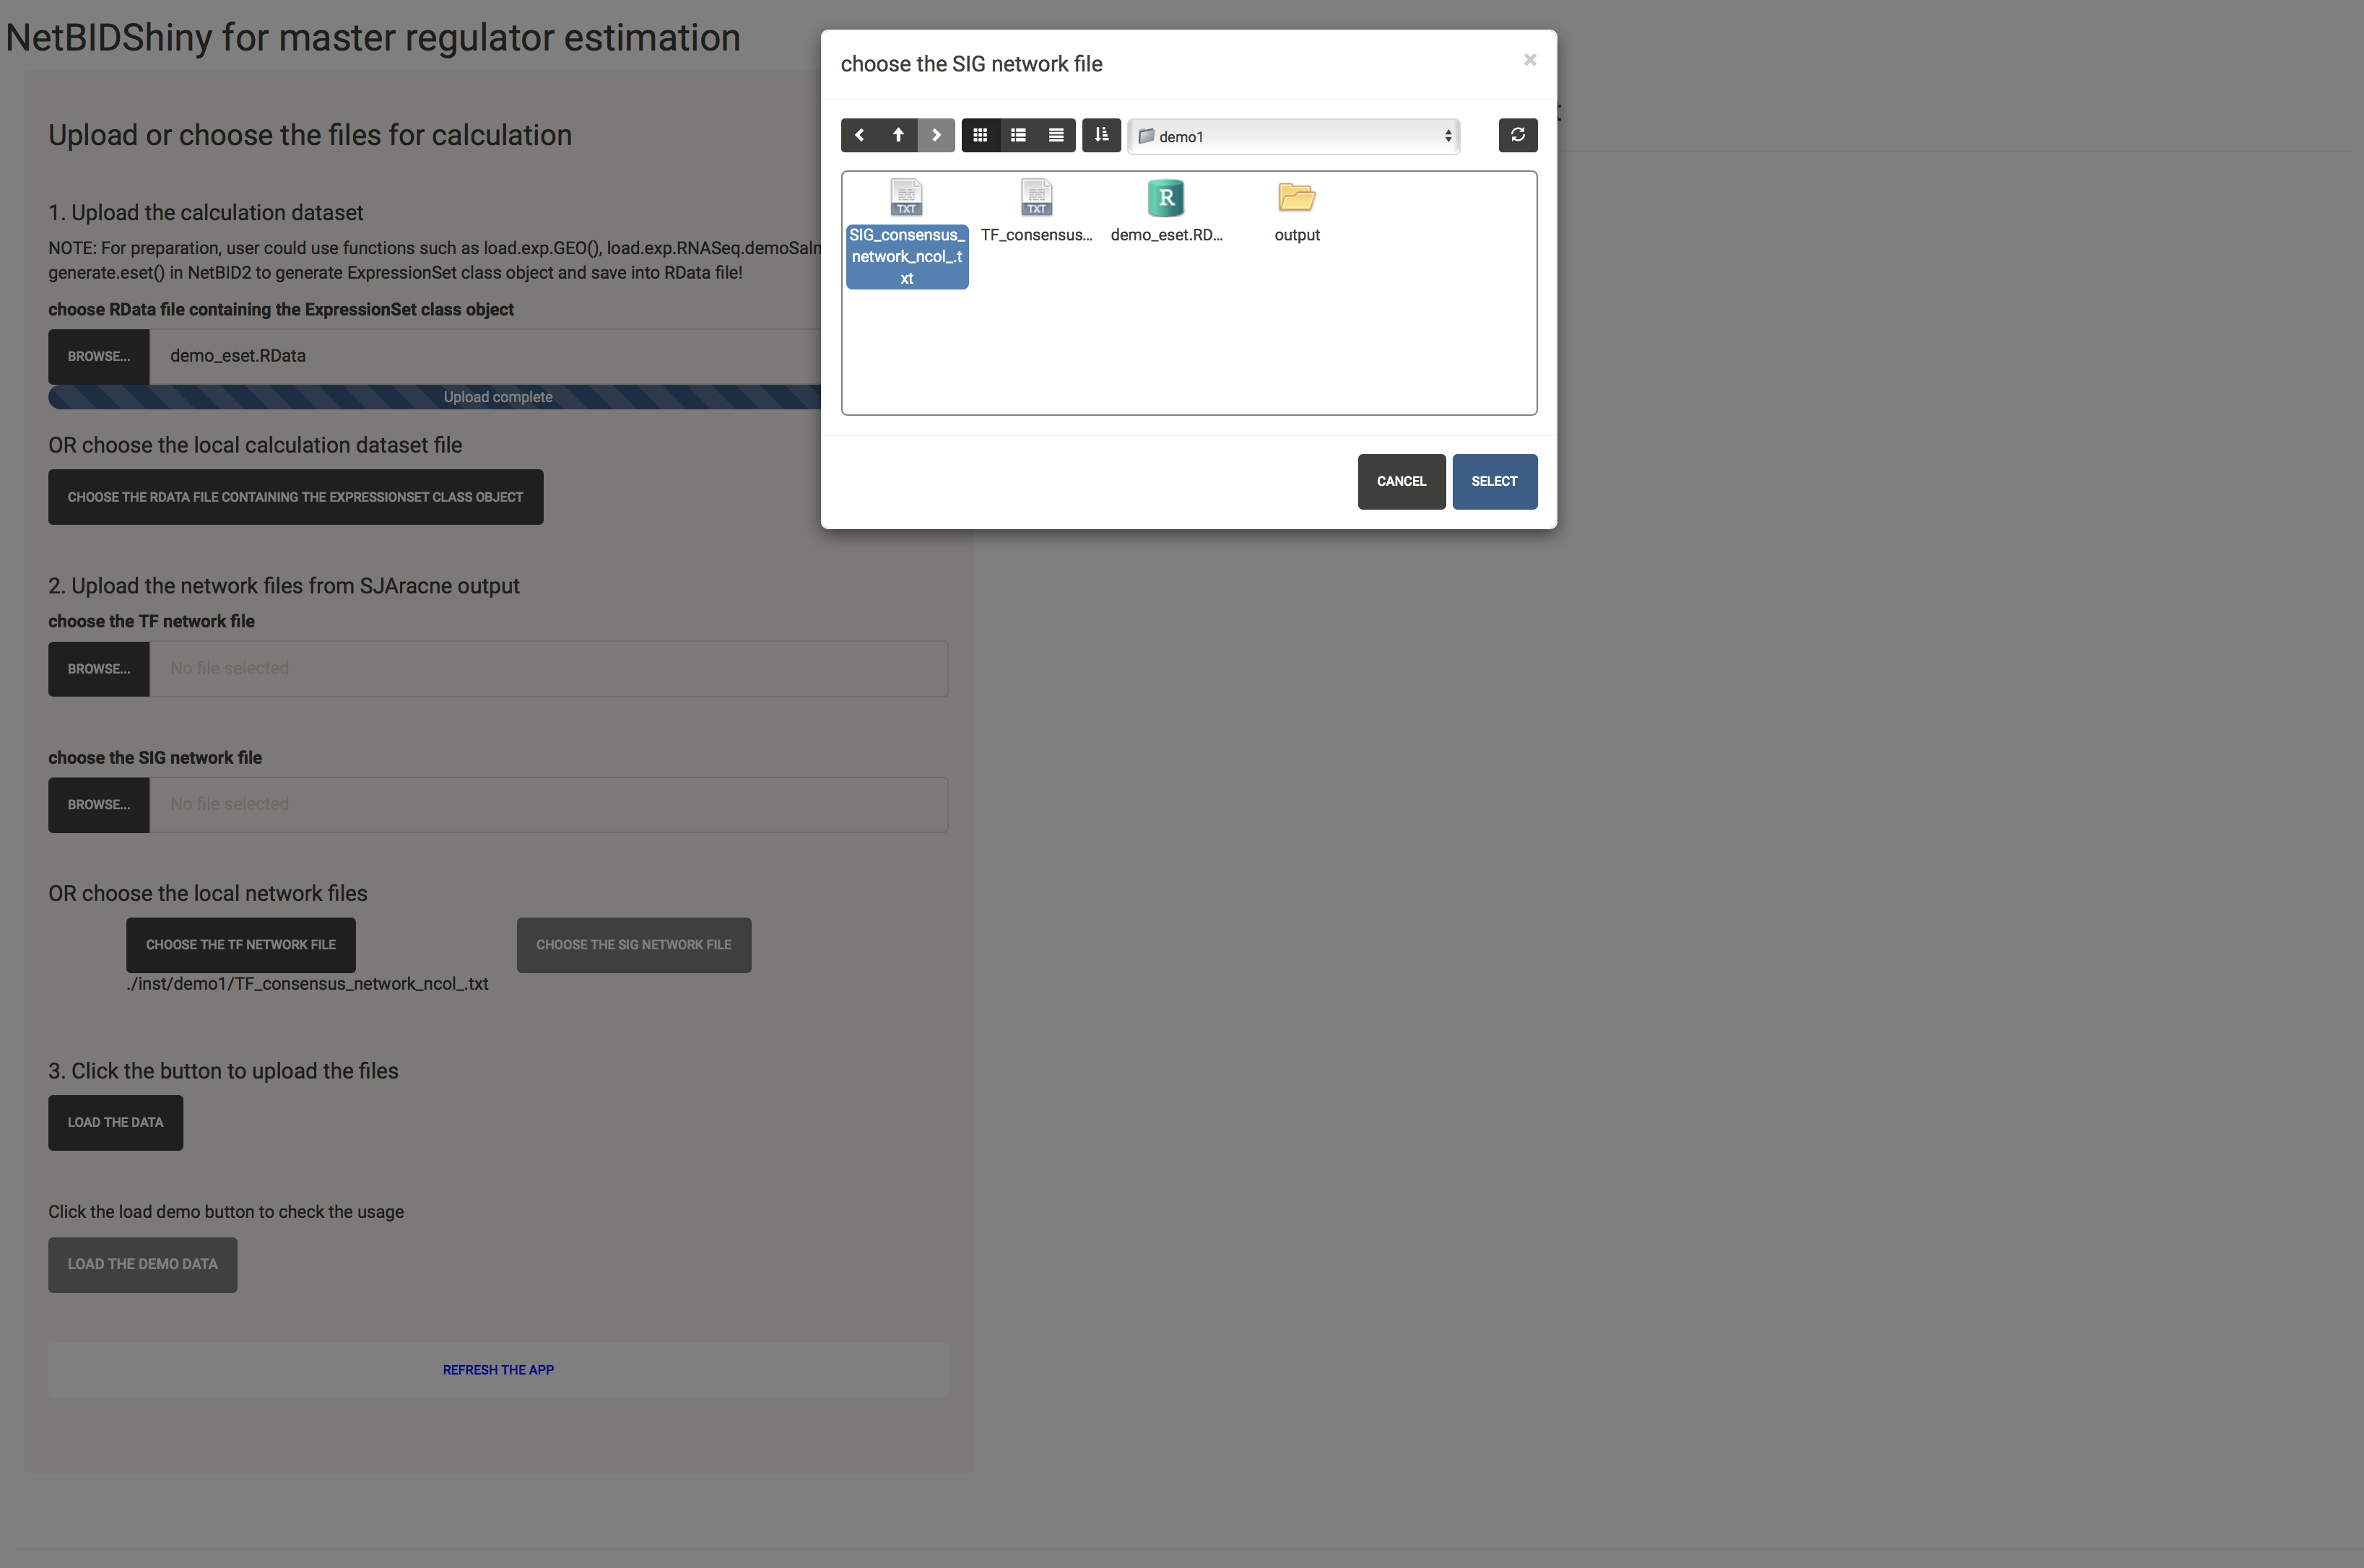 NetBIDShiny for master regulator estimation
Upload or choose the files for calculation
1. Upload the calculation dataset
NOTE: For preparation, user could use functions such as load.exp.GEO(), load.exp.RNASeq.demoSalm
generate.eset() in NetBID2 to generate ExpressionSet class object and save into RData file!
choose RData file containing the ExpressionSet class object
BROWSE... demo_eset.RData
Upload complete
OR choose the local calculation dataset file
CHOOSE THE RDATA FILE CONTAINING THE EXPRESSIONSET CLASS OBJECT
2. Upload the network files from SJAracne output
choose the TF network file
BROWSE... No file selected
choose the SIG network file
BROWSE... No file selected
OR choose the local network files
CHOOSE THE TF NETWORK FILE CHOOSE THE SIG NETWORK FILE
./inst/demo1/TF_consensus_network_ncol_.txt
3. Click the button to upload the files
LOAD THE DATA
Click the load demo button to check the usage
LOAD THE DEMO DATA
REFRESH THE APP
choose the SIG network file
×
demo1
TXT TXT R
SIG_consensus_ TF_consensus... demo_eset.RD... output
network_ncol_.t
xt
CANCEL SELECT